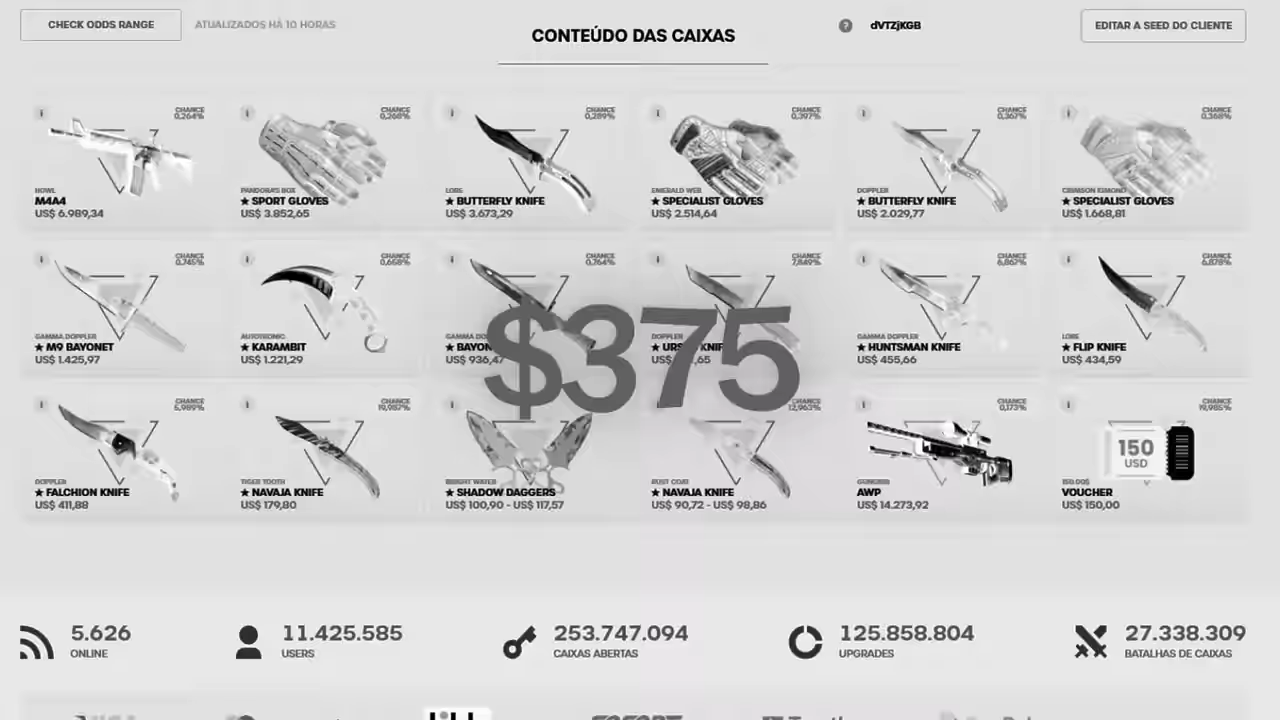 CHECK ODDS RANGE
ATUALIZADOS HÁ 10 HORAS
CONTEÚDO DAS CAIXAS
dVTZjKGB
EDITAR A SEED DO CLIENTE
CHANCE
0,264%
HOWL
M4A4
US$ 6.989,34
CHANCE
0,268%
PANDORA'S BOX
★ SPORT GLOVES
US$ 3.852,65
CHANCE
0,289%
LORE
★ BUTTERFLY KNIFE
US$ 3.673,29
CHANCE
0,397%
EMERALD WEB
★ SPECIALIST GLOVES
US$ 2.514,64
CHANCE
0,367%
DOPPLER
★ BUTTERFLY KNIFE
US$ 2.029,77
CHANCE
0,368%
CRIMSON KIMONO
★ SPECIALIST GLOVES
US$ 1.668,81
CHANCE
0,745%
GAMMA DOPPLER
★ M9 BAYONET
US$ 1.425,97
CHANCE
0,658%
AUTOTRONIC
★ KARAMBIT
US$ 1.221,29
CHANCE
0,764%
GAMMA
★ BAYON
US$ 936,47
CHANCE
7,849%
DOPPLER
★ URS KNIF
US$ ,65
$375
CHANCE
6,862%
GAMMA DOPPLER
★ HUNTSMAN KNIFE
US$ 455,66
CHANCE
6,878%
LORE
★ FLIP KNIFE
US$ 434,59
CHANCE
5,989%
DOPPLER
★ FALCHION KNIFE
US$ 411,88
CHANCE
19,987%
TIGER TOOTH
★ NAVAJA KNIFE
US$ 179,80
BRIGHT WATER
★ SHADOW DAGGERS
US$ 100,90 - US$ 117,57
12,963%
RUST COAT
★ NAVAJA KNIFE
US$ 90,72 - US$ 98,86
CHANCE
0,173%
GUNGNIR
AWP
US$ 14.273,92
CHANCE
19,985%
150
USD
VOUCHER
US$ 150,00
5.626
ONLINE
11.425.585
USERS
253.747.094
CAIXAS ABERTAS
125.858.804
UPGRADES
27.338.309
BATALHAS DE CAIXAS